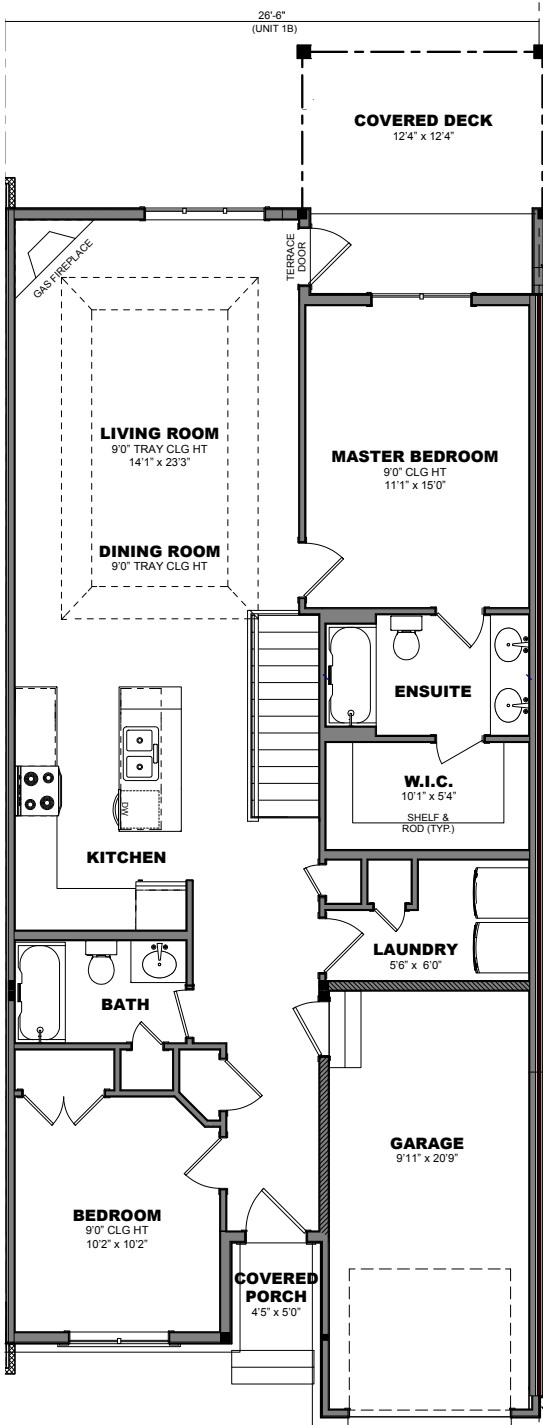 26'-6"
(UNIT 1B)
COVERED DECK
12'4" x 12'4"
GAS FIREPLACE
TERRACE
DOOR
LIVING ROOM
9'0" TRAY CLG HT
14'1" x 23'3"
MASTER BEDROOM
9'0" CLG HT
11'1" x 15'0"
DINING ROOM
9'0" TRAY CLG HT
ENSUITE
W.I.C.
10'1" x 5'4"
SHELF &
ROD (TYP.)
DW
KITCHEN
LAUNDRY
5'6" x 6'0"
BATH
GARAGE
9'11" x 20'9"
BEDROOM
9'0" CLG HT
10'2" x 10'2"
COVERED
PORCH
4'5" x 5'0"